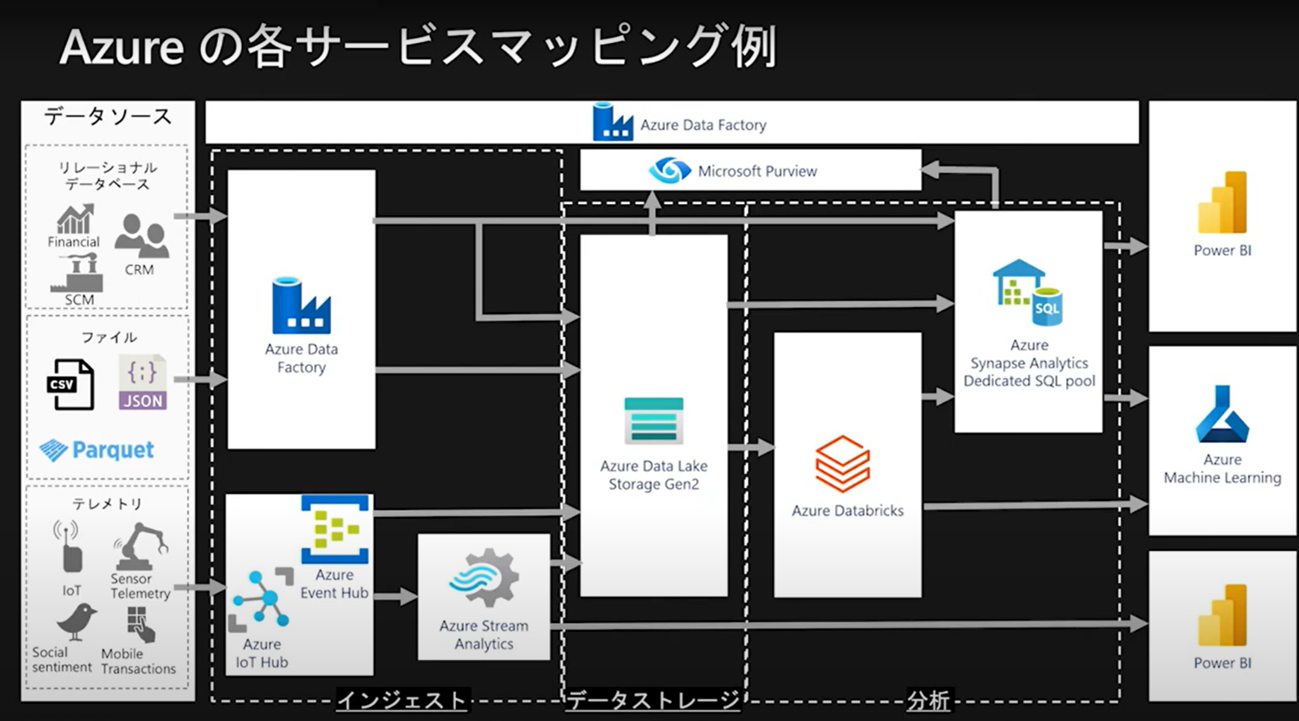 Azure の各サービスマッピング例
データソース
リレーショナル
データベース
Financial
CRM
SCM
ファイル
CSV
{;}
JSON
Parquet
テレメトリ
IoT
Sensor
Telemetry
Social
sentiment
Mobile
Transactions
Azure Data Factory
Microsoft Purview
Azure Data
Factory
Azure
Event Hub
Azure
IoT Hub
Azure Stream
Analytics
Azure Data Lake
Storage Gen2
Azure Databricks
SQL
Azure
Synapse Analytics
Dedicated SQL pool
Power BI
Azure
Machine Learning
Power BI
インジェスト
データストレージ
分析